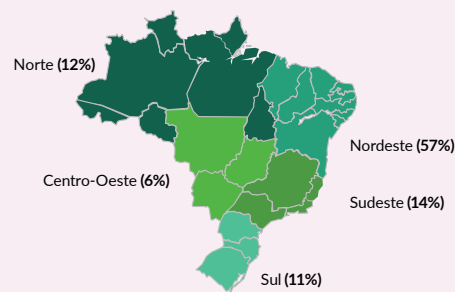 Norte (12%)
Nordeste (57%)
Centro-Oeste (6%)
Sudeste (14%)
Sul (11%)